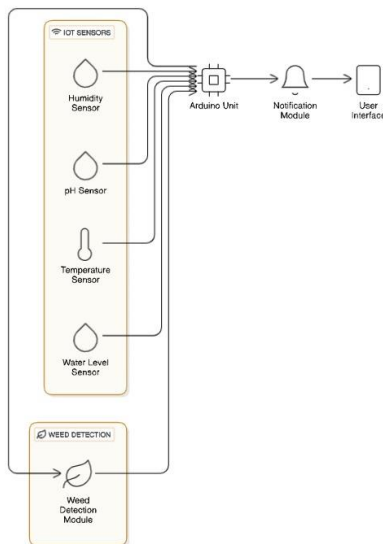 IOT SENSORS
Humidity
Sensor
Arduino Unit
Notification
Module
User
Interface
pH Sensor
Temperature
Sensor
Water Level
Sensor
WEED DETECTION
Weed
Detection
Module